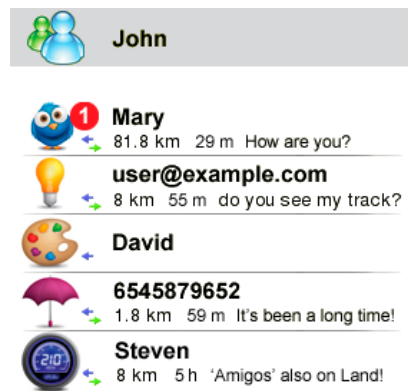 John
1
Mary
81.8 km 29 m How are you?
user@example.com
8 km 55 m do you see my track?
David
6545879652
1.8 km 59 m It's been a long time!
Steven
210
8 km 5 h 'Amigos' also on Land!